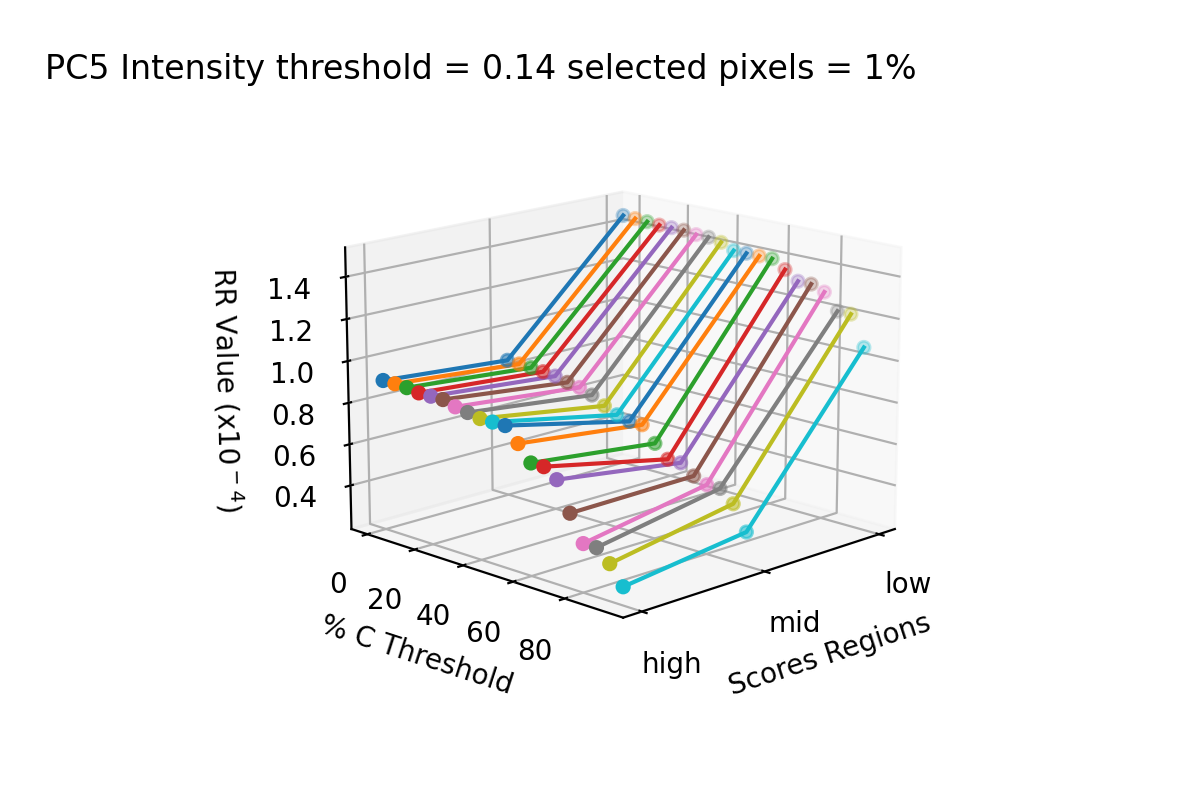 PC5 Intensity threshold = 0.14 selected pixels = 1%
RR Value (x10⁻⁴)
1.4
1.2
1.0
0.8
0.6
0.4
0
20
40
60
80
% C Threshold
high
mid
low
Scores Regions